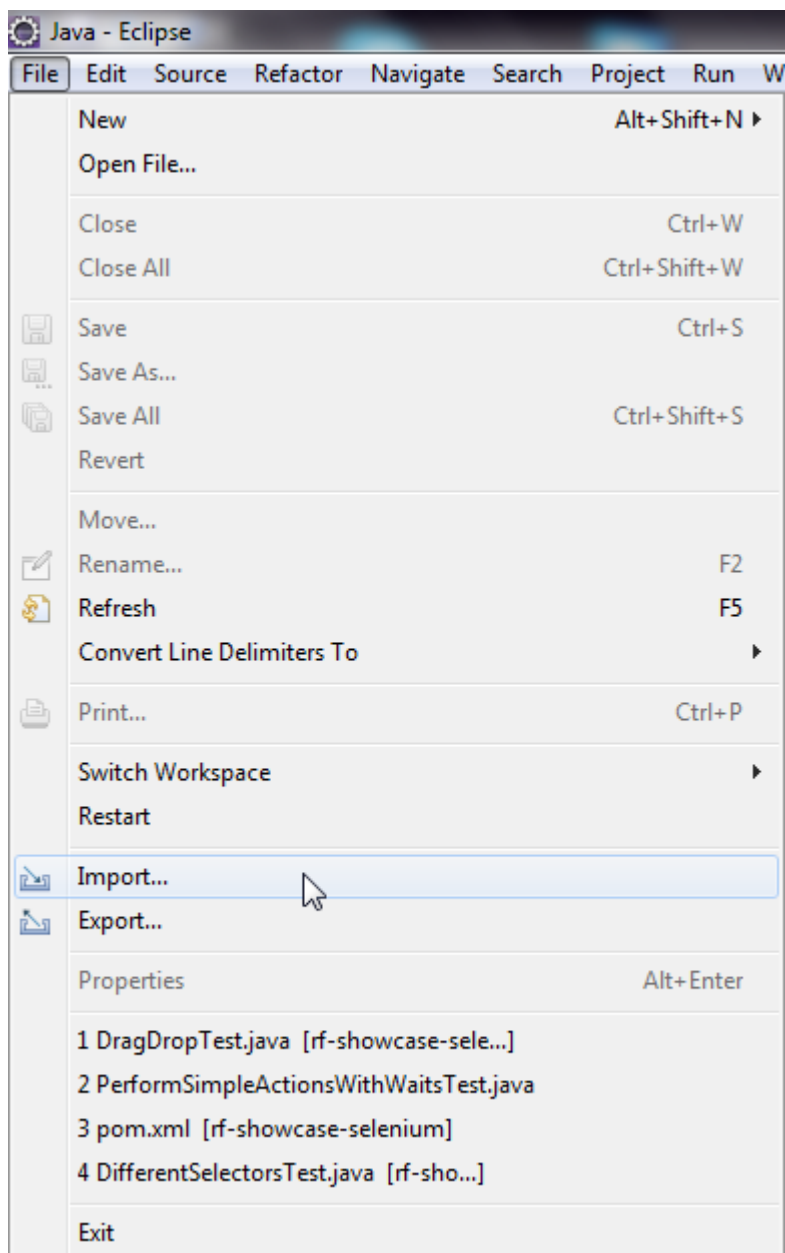 Java - Eclipse
File Edit Source Refactor Navigate Search Project Run W
New Alt+Shift+N
Open File...
Close Ctrl+W
Close All Ctrl+Shift+W
Save Ctrl+S
Save As...
Save All Ctrl+Shift+S
Revert
Move...
Rename... F2
Refresh F5
Convert Line Delimiters To
Print... Ctrl+P
Switch Workspace
Restart
Import...
Export...
Properties Alt+Enter
1 DragDropTest.java [rf-showcase-sele...]
2 PerformSimpleActionsWithWaitsTest.java
3 pom.xml [rf-showcase-selenium]
4 DifferentSelectorsTest.java [rf-sho...]
Exit